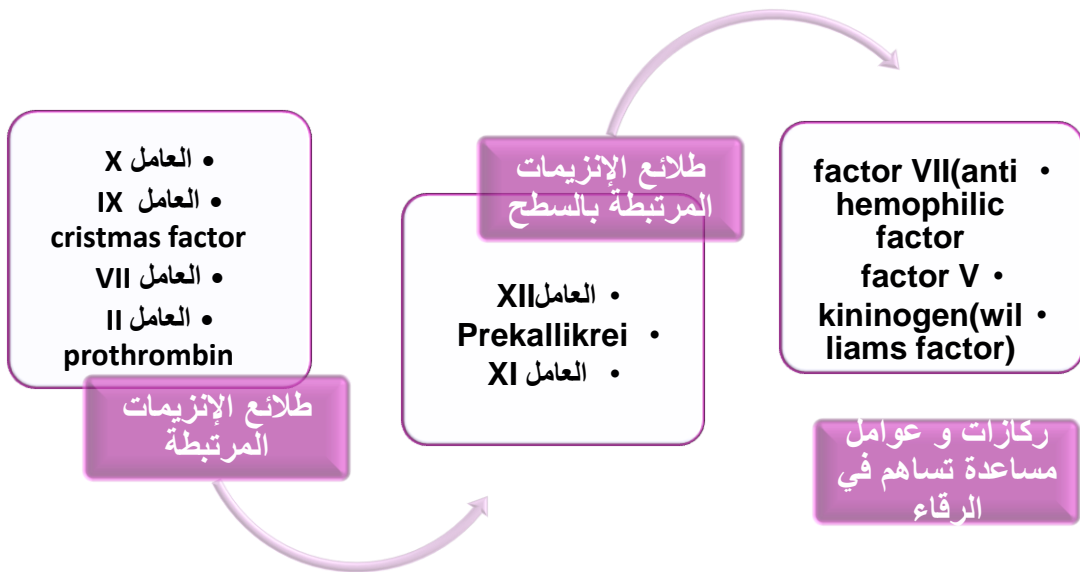 • العامل X
• العامل IX
cristmas factor
• العامل VII
• العامل II
prothrombin
طلائع الإنزيمات
المرتبطة
طلائع الإنزيمات
المرتبطة بالسطح
• العاملXII
• Prekallikrei
• العامل XI
• factor VII(anti
hemophilic
factor
• factor V
• kininogen(wil
liams factor)
ركازات و عوامل
مساعدة تساهم في
الرقاء